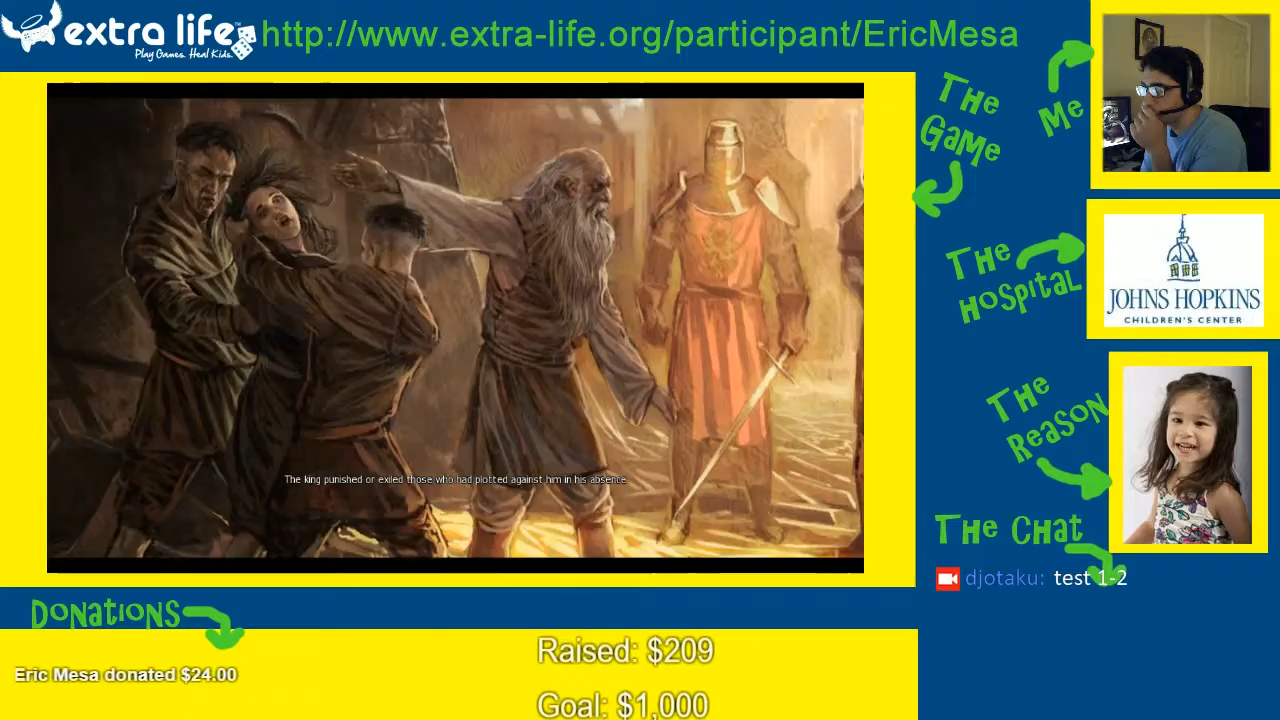 extra life
Play Games. Heal Kids.
http://www.extra-life.org/participant/EricMesa
The
Game
Me
The
Hospital
JOHNS HOPKINS
CHILDREN'S CENTER
The
Reason
The king punished or exiled those who had plotted against him in his absence
The Chat
djotaku: test 1-2
Donations
Eric Mesa donated $24.00
Raised: $209
Goal: $1,000